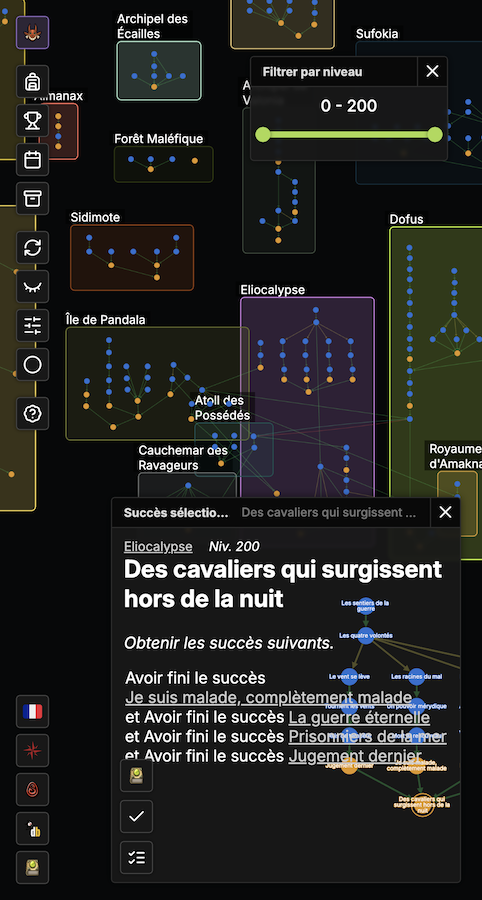 Archipel des
Écailles
Sufokia
Filtrer par niveau
0 - 200
Almanax
Forêt Maléfique
Sidimote
Dofus
Eliocalypse
Île de Pandala
Atoll des
Possédés
Cauchemar des
Ravageurs
Royaume
d'Amakna
Succès sélectio... Des cavaliers qui surgissent ...
Eliocalypse Niv. 200
Des cavaliers qui surgissent
hors de la nuit
Les sentiers de la
guerre
Les quatre volontés
Obtenir les succès suivants.
Le vent se lève
Les racines du mal
Avoir fini le succès
Je suis malade, complètement malade
Tourment les vents
Un pouvoir mérydique
et Avoir fini le succès La guerre éternelle
et Avoir fini le succès Prisonniers de la mer
et Avoir fini le succès Jugement dernier
Jugement dernier
Je suis malade,
complètement malade
Des cavaliers qui
surgissent hors de la
nuit